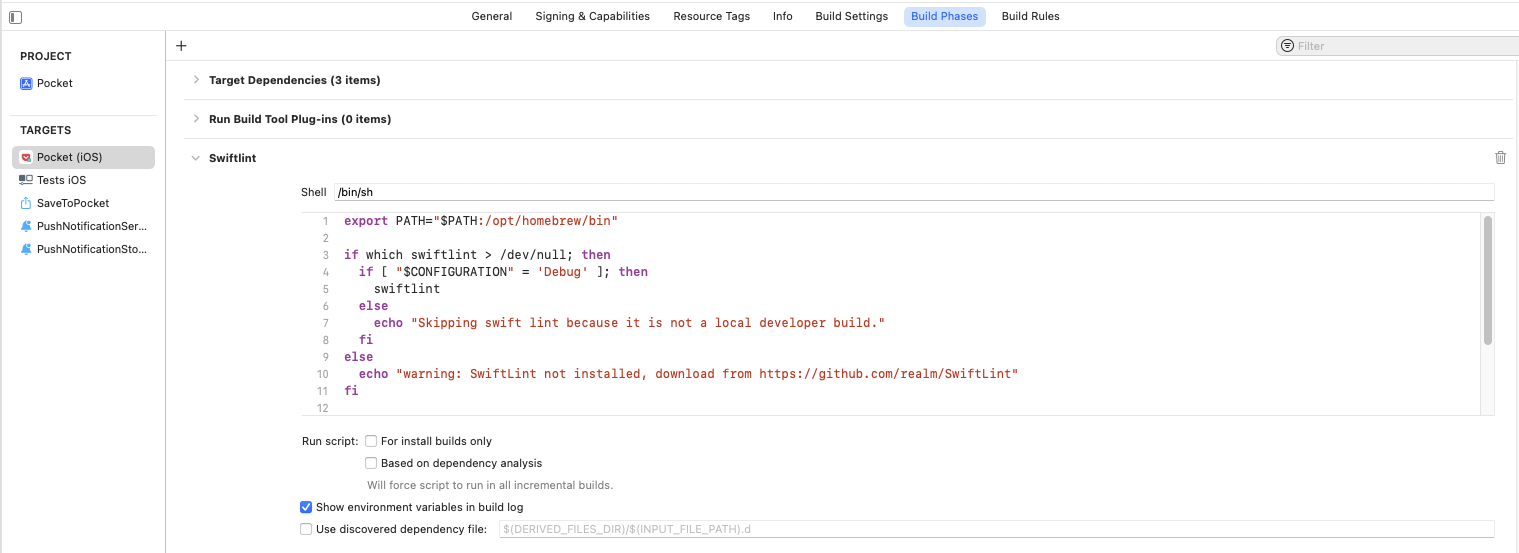 General Signing & Capabilities Resource Tags Info Build Settings Build Phases Build Rules
PROJECT
Pocket
TARGETS
Pocket (iOS)
Tests iOS
SaveToPocket
PushNotificationSer...
PushNotificationSto...
+
Filter
Target Dependencies (3 items)
Run Build Tool Plug-ins (0 items)
Swiftlint
Shell /bin/sh
1 export PATH="$PATH:/opt/homebrew/bin"
2
3 if which swiftlint > /dev/null; then
4   if [ "$CONFIGURATION" = 'Debug' ]; then
5     swiftlint
6   else
7     echo "Skipping swift lint because it is not a local developer build."
8   fi
9 else
10   echo "warning: SwiftLint not installed, download from https://github.com/realm/SwiftLint"
11 fi
12
Run script: For install builds only
Based on dependency analysis
Will force script to run in all incremental builds.
Show environment variables in build log
Use discovered dependency file: $(DERIVED_FILES_DIR)/$(INPUT_FILE_PATH).d